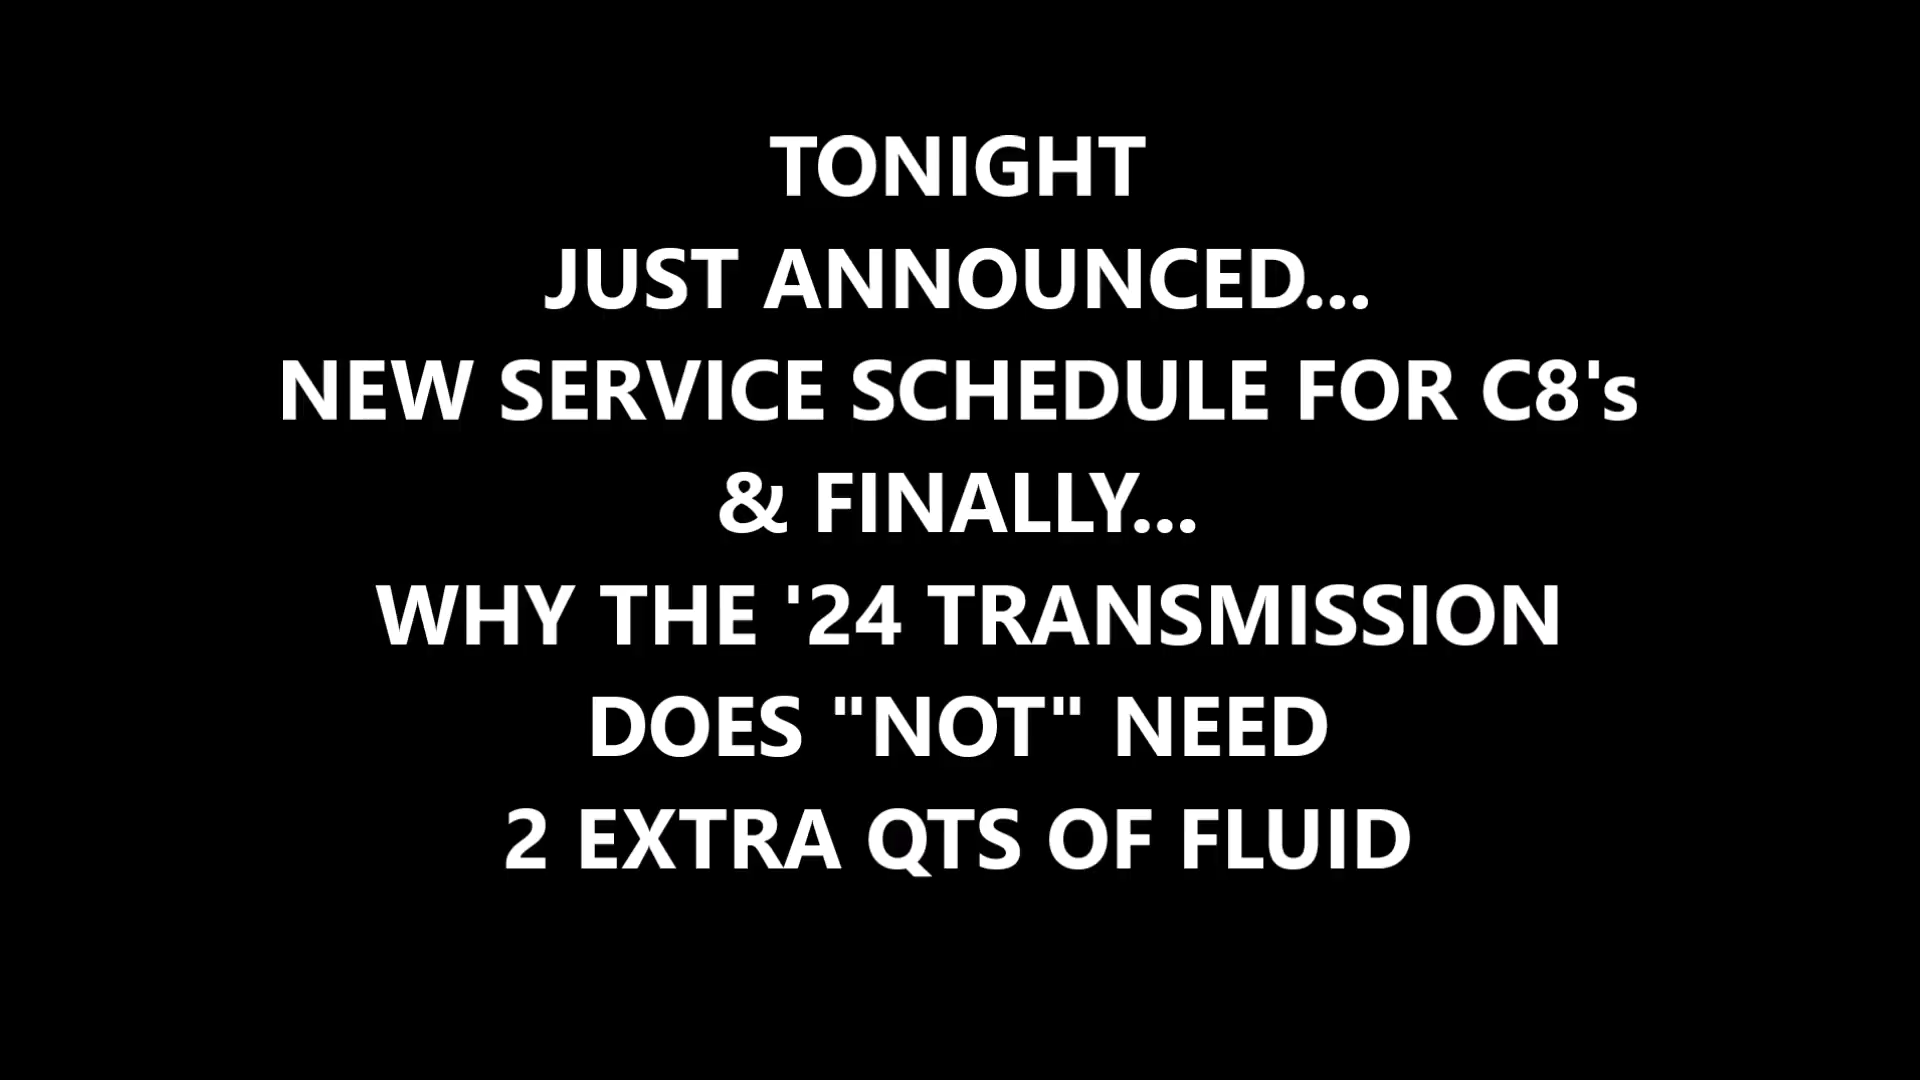 TONIGHT
JUST ANNOUNCED...
NEW SERVICE SCHEDULE FOR C8's
& FINALLY...
WHY THE '24 TRANSMISSION
DOES "NOT" NEED
2 EXTRA QTS OF FLUID